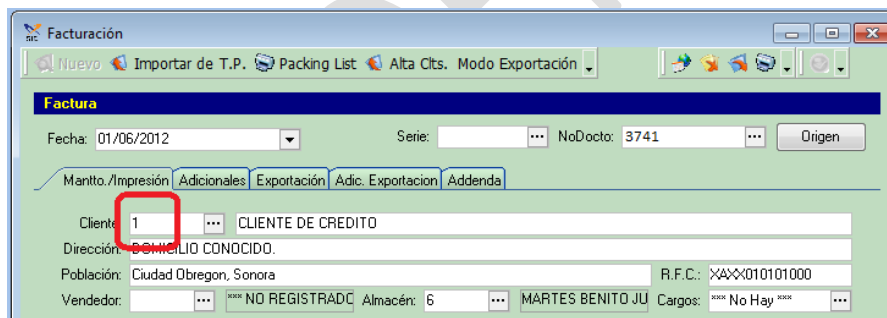 Facturación
Nuevo Importar de T.P. Packing List Alta Clts. Modo Exportación
Factura
Fecha: 01/06/2012 Serie: ... NoDocto: 3741 ... Origen
Mantto./Impresión Adicionales Exportación Adic. Exportacion Addenda
Cliente 1 ... CLIENTE DE CREDITO
Dirección: DOMICILIO CONOCIDO.
Población: Ciudad Obregon, Sonora R.F.C.: XAXX010101000
Vendedor: ... *** NO REGISTRADO Almacén: 6 ... MARTES BENITO JU Cargos: *** No Hay *** ...